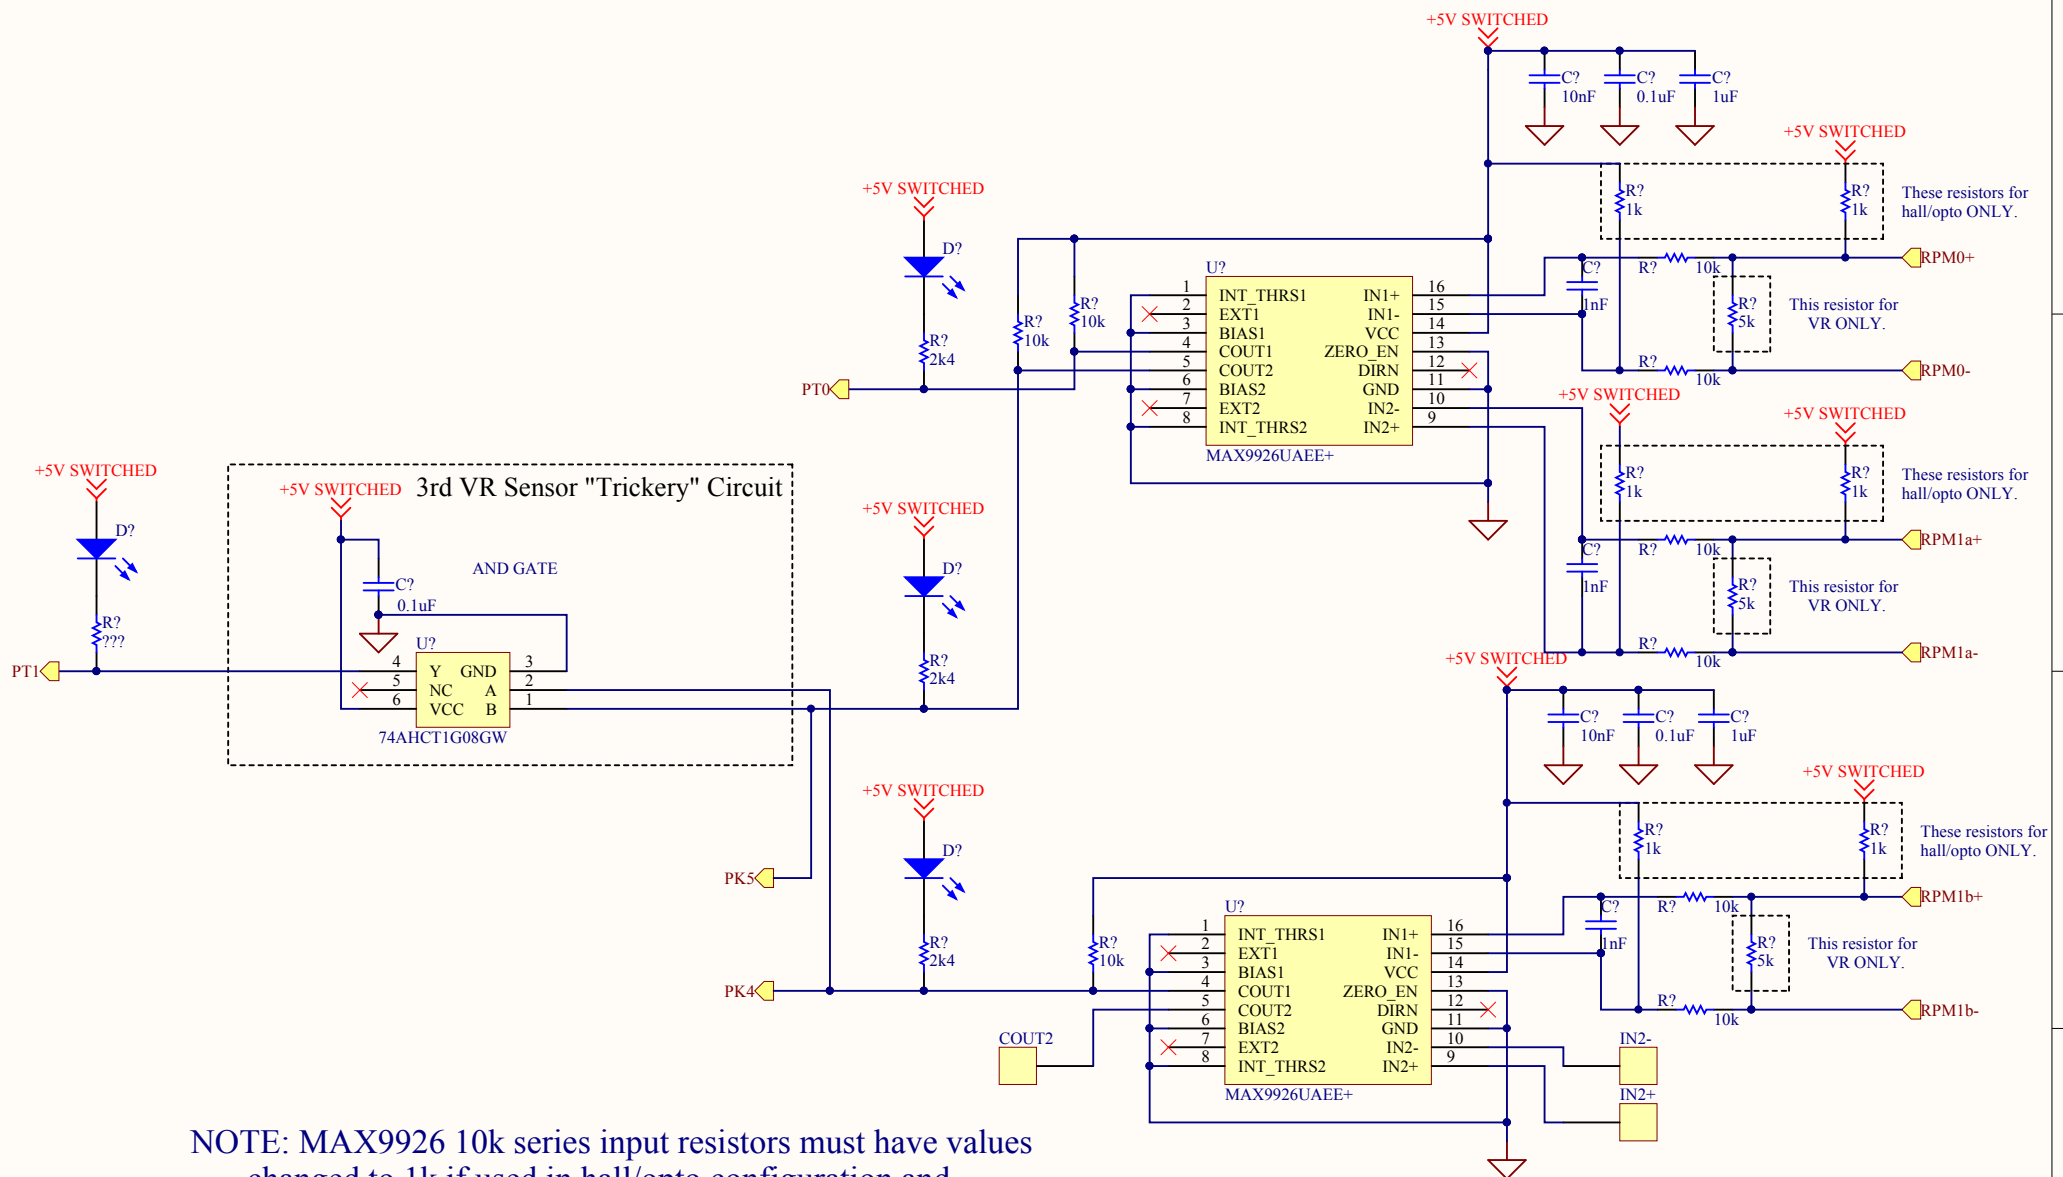 +5V SWITCHED
C?
10nF
C?
0.1uF
C?
1uF
+5V SWITCHED
R?
1k
R?
1k
These resistors for
hall/opto ONLY.
+5V SWITCHED
D?
R?
2k4
PT0
R?
10k
R?
10k
U?
1 INT_THRS1 IN1+ 16
2 EXT1 IN1- 15
3 BIAS1 VCC 14
4 COUT1 ZERO_EN 13
5 COUT2 DIRN 12
6 BIAS2 GND 11
7 EXT2 IN2- 10
8 INT_THRS2 IN2+ 9
MAX9926UAEE+
C?
1nF
R? 10k
RPM0+
R?
5k
This resistor for
VR ONLY.
R? 10k
RPM0-
+5V SWITCHED
+5V SWITCHED
R?
1k
R?
1k
These resistors for
hall/opto ONLY.
C?
1nF
R? 10k
RPM1a+
R?
5k
This resistor for
VR ONLY.
R? 10k
RPM1a-
+5V SWITCHED
D?
R?
???
PT1
3rd VR Sensor "Trickery" Circuit
+5V SWITCHED
C?
0.1uF
AND GATE
U?
4 Y GND 3
5 NC A 2
6 VCC B 1
74AHCT1G08GW
+5V SWITCHED
D?
R?
2k4
PK5
+5V SWITCHED
D?
R?
2k4
PK4
R?
10k
+5V SWITCHED
C?
10nF
C?
0.1uF
C?
1uF
+5V SWITCHED
R?
1k
R?
1k
These resistors for
hall/opto ONLY.
U?
1 INT_THRS1 IN1+ 16
2 EXT1 IN1- 15
3 BIAS1 VCC 14
4 COUT1 ZERO_EN 13
5 COUT2 DIRN 12
6 BIAS2 GND 11
7 EXT2 IN2- 10
8 INT_THRS2 IN2+ 9
MAX9926UAEE+
C?
1nF
R? 10k
RPM1b+
R?
5k
This resistor for
VR ONLY.
R? 10k
RPM1b-
COUT2
IN2-
IN2+
NOTE: MAX9926 10k series input resistors must have values
changed to 1k if used in hall/opto configuration and